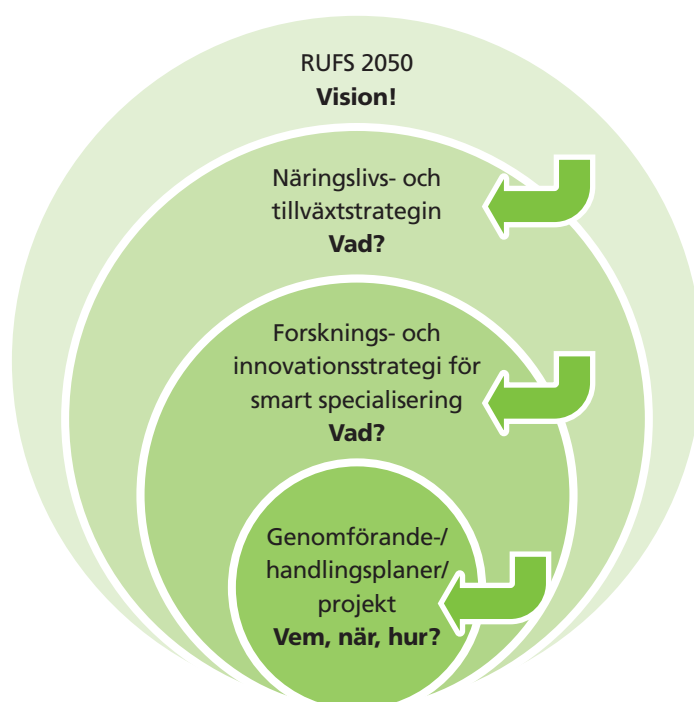 RUFS 2050
Vision!
Näringslivs- och
tillväxtstrategin
Vad?
Forsknings- och
innovationsstrategi för
smart specialisering
Vad?
Genomförande-/
handlingsplaner/
projekt
Vem, när, hur?